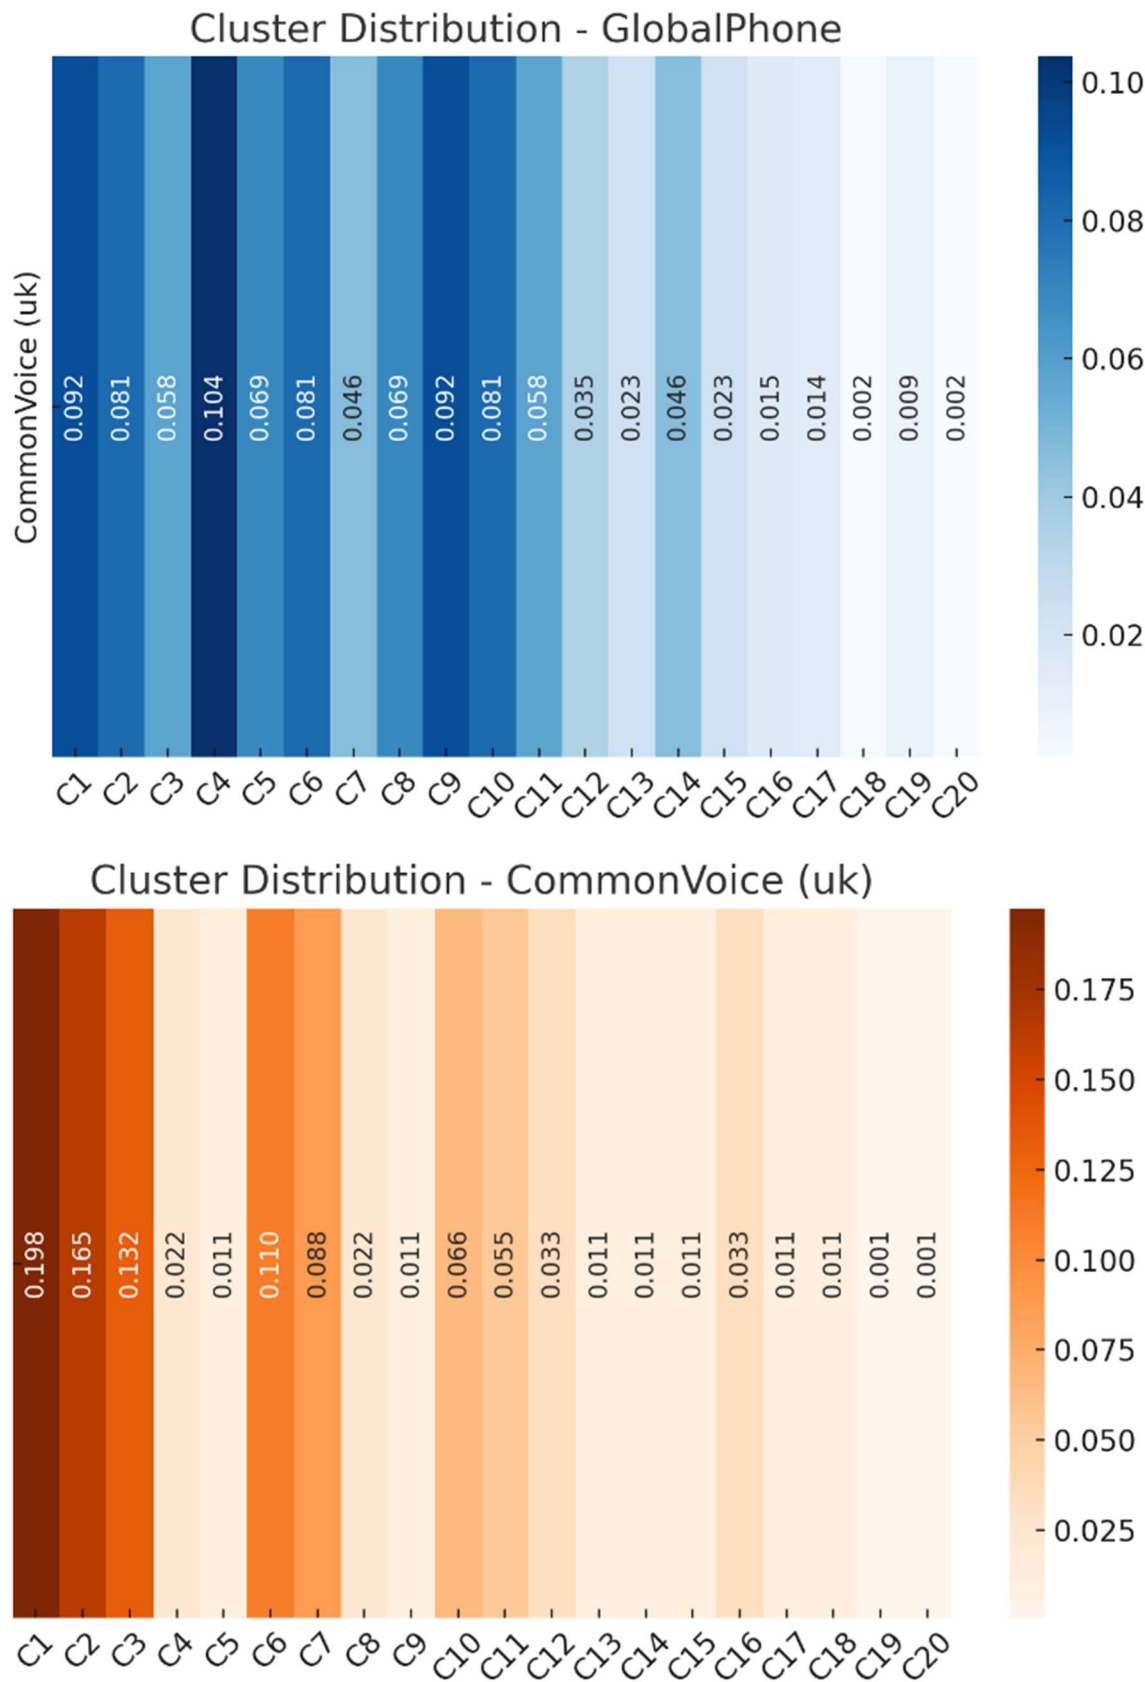 Cluster Distribution - GlobalPhone
CommonVoice (uk)
0.092 0.081 0.058 0.104 0.069 0.081 0.046 0.069 0.092 0.081 0.058 0.035 0.023 0.046 0.023 0.015 0.014 0.002 0.009 0.002
C1 C2 C3 C4 C5 C6 C7 C8 C9 C10 C11 C12 C13 C14 C15 C16 C17 C18 C19 C20
0.10
0.08
0.06
0.04
0.02
Cluster Distribution - CommonVoice (uk)
0.198 0.165 0.132 0.022 0.011 0.110 0.088 0.022 0.011 0.066 0.055 0.033 0.011 0.011 0.011 0.033 0.011 0.011 0.001 0.001
C1 C2 C3 C4 C5 C6 C7 C8 C9 C10 C11 C12 C13 C14 C15 C16 C17 C18 C19 C20
0.175
0.150
0.125
0.100
0.075
0.050
0.025